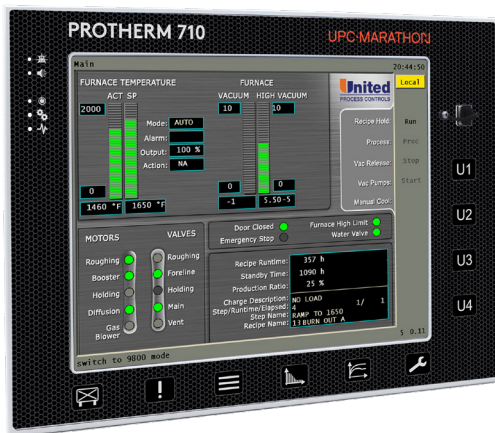 PROTHERM 710
UPC-MARATHON
Main
20:44:50
FURNACE TEMPERATURE
ACT SP
2000
Mode: AUTO
Alarm:
Output: 100 %
Action: NA
0
1460 °F
1650 °F
FURNACE
VACUUM HIGH VACUUM
10
10
0
0
-1
5.50-5
United
PROCESS CONTROLS
Local
Recipe Hold:
Run
Process:
Proc
Vac Release:
Stop
Vac Pumps:
Start
Manual Cool:
U1
U2
U3
U4
MOTORS
VALVES
Roughing
Roughing
Booster
Foreline
Holding
Holding
Diffusion
Main
Gas Blower
Vent
Door Closed
Furnace High Limit
Emergency Stop
Water Valve
Recipe Runtime: 357 h
Standby Time: 1090 h
Production Ratio: 25 %
Charge Description: NO LOAD
Step/Runtime/Elapsed: 4 1/ 1
Step Name: RAMP TO 1650
Recipe Name: 13 BURN OUT A
switch to 9800 mode